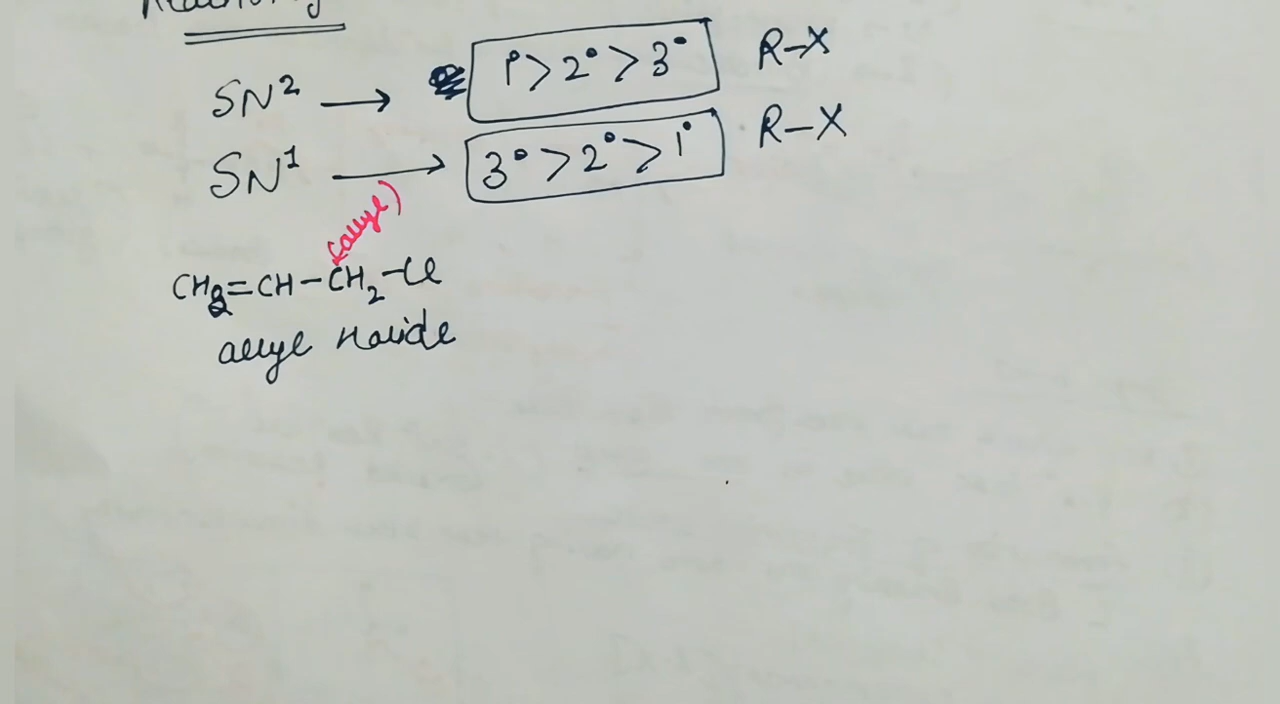 SN² → 1° > 2° > 3° R-X
SN¹ → 3° > 2° > 1° R-X
(allyl)
CH₂=CH-CH₂-Cl
allyl Halide